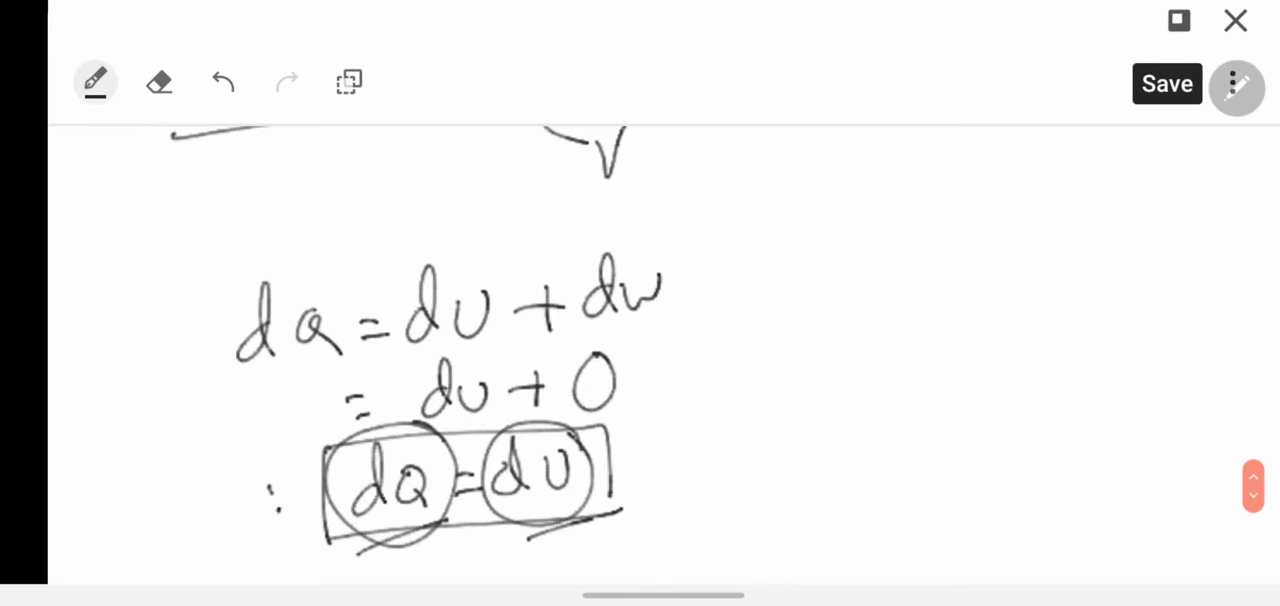 Save
V
dQ = dU + dw
= dU + 0
∴ dQ = dU